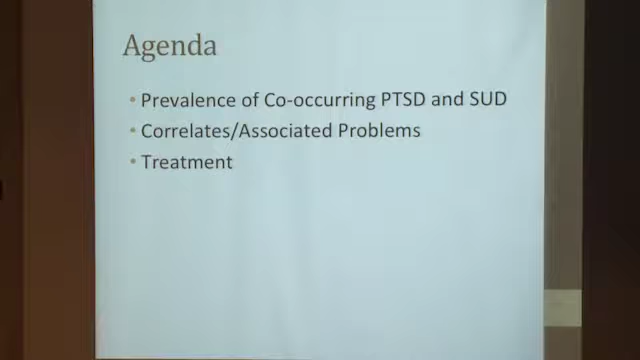 Agenda
• Prevalence of Co-occurring PTSD and SUD
• Correlates/Associated Problems
• Treatment